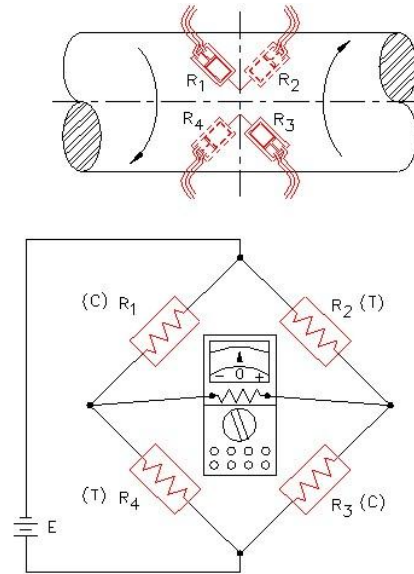 R1 R2
R4 R3
(C) R1 R2 (T)
- 0 +
(T) R4 R3 (C)
E